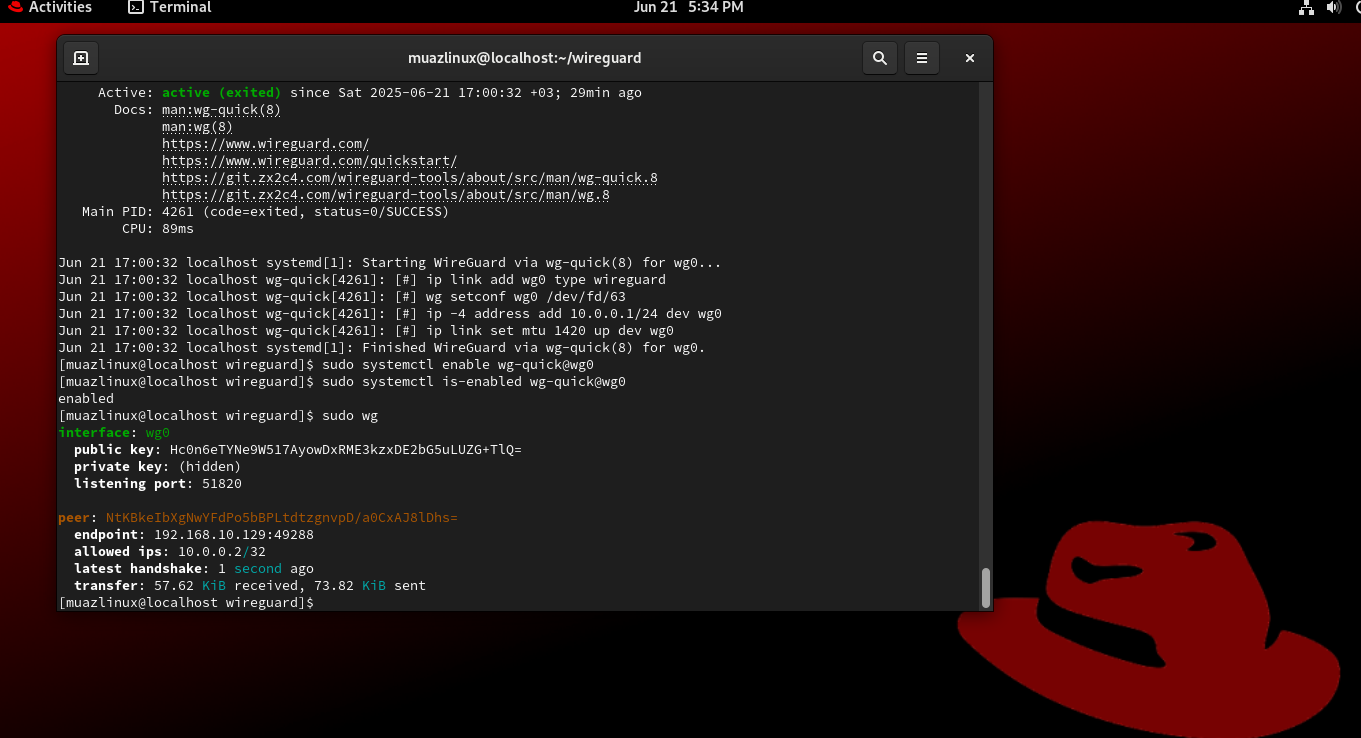 Activities Terminal Jun 21 5:34 PM
muazlinux@localhost:~/wireguard
Active: active (exited) since Sat 2025-06-21 17:00:32 +03; 29min ago
Docs: man:wg-quick(8)
man:wg(8)
https://www.wireguard.com/
https://www.wireguard.com/quickstart/
https://git.zx2c4.com/wireguard-tools/about/src/man/wg-quick.8
https://git.zx2c4.com/wireguard-tools/about/src/man/wg.8
Main PID: 4261 (code=exited, status=0/SUCCESS)
CPU: 89ms
Jun 21 17:00:32 localhost systemd[1]: Starting WireGuard via wg-quick(8) for wg0...
Jun 21 17:00:32 localhost wg-quick[4261]: [#] ip link add wg0 type wireguard
Jun 21 17:00:32 localhost wg-quick[4261]: [#] wg setconf wg0 /dev/fd/63
Jun 21 17:00:32 localhost wg-quick[4261]: [#] ip -4 address add 10.0.0.1/24 dev wg0
Jun 21 17:00:32 localhost wg-quick[4261]: [#] ip link set mtu 1420 up dev wg0
Jun 21 17:00:32 localhost systemd[1]: Finished WireGuard via wg-quick(8) for wg0.
[muazlinux@localhost wireguard]$ sudo systemctl enable wg-quick@wg0
[muazlinux@localhost wireguard]$ sudo systemctl is-enabled wg-quick@wg0
enabled
[muazlinux@localhost wireguard]$ sudo wg
interface: wg0
public key: Hc0n6eTYNe9W517AyowDxRME3kzxDE2bG5uLUZG+TlQ=
private key: (hidden)
listening port: 51820
peer: NtKBkeIbXgNwYFdPo5bBPLtdtzgnvpD/a0CxAJ8lDhs=
endpoint: 192.168.10.129:49288
allowed ips: 10.0.0.2/32
latest handshake: 1 second ago
transfer: 57.62 KiB received, 73.82 KiB sent
[muazlinux@localhost wireguard]$